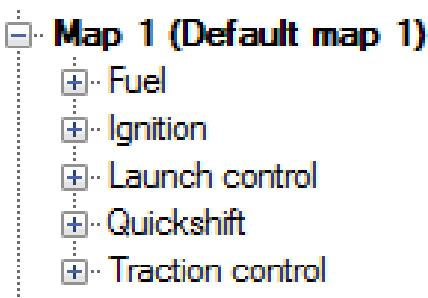 Map 1 (Default map 1)
Fuel
Ignition
Launch control
Quickshift
Traction control